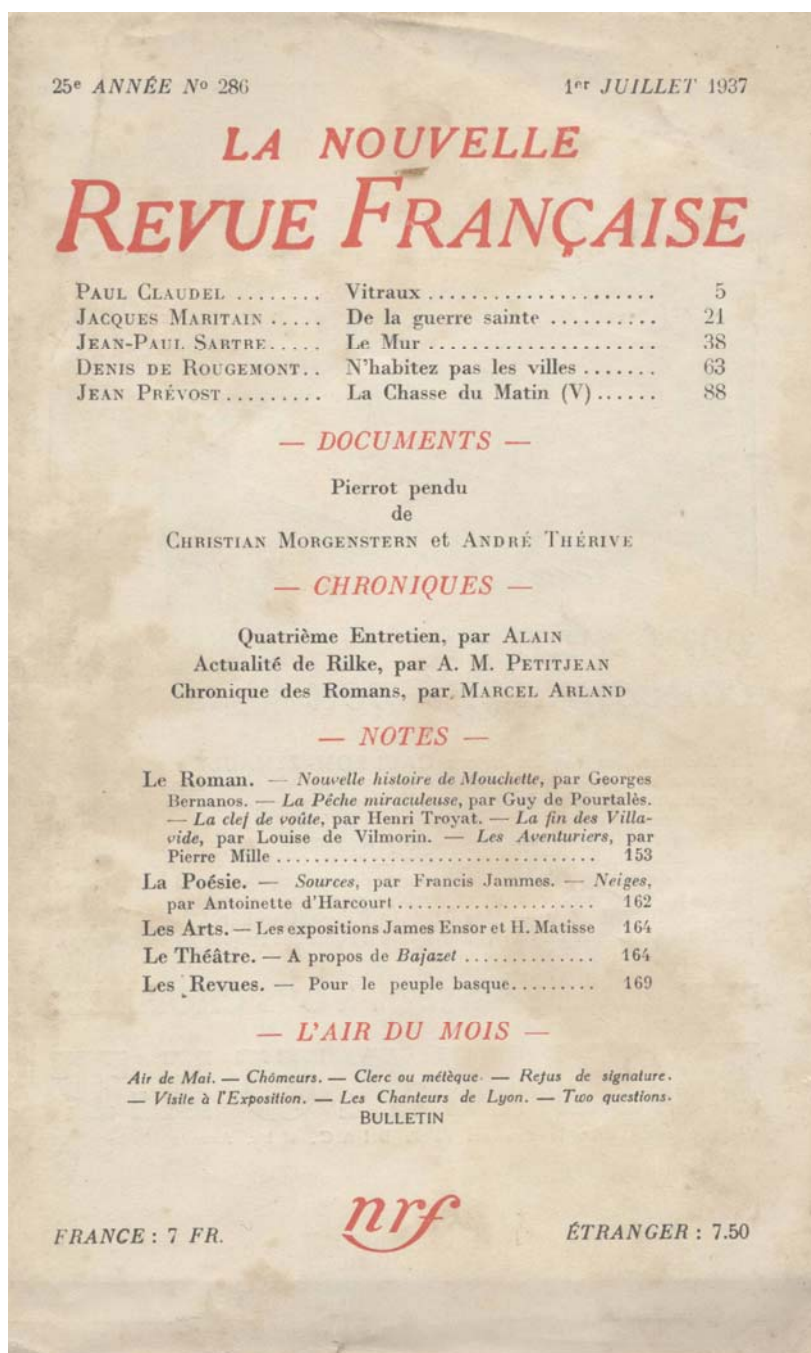 25e ANNÉE No 286 1er JUILLET 1937
LA NOUVELLE
REVUE FRANÇAISE
PAUL CLAUDEL ........ Vitraux ..................... 5
JACQUES MARITAIN ..... De la guerre sainte .......... 21
JEAN-PAUL SARTRE..... Le Mur ..................... 38
DENIS DE ROUGEMONT.. N'habitez pas les villes ....... 63
JEAN PRÉVOST......... La Chasse du Matin (V) ...... 88
— DOCUMENTS —
Pierrot pendu
de
CHRISTIAN MORGENSTERN et ANDRÉ THÉRIVE
— CHRONIQUES —
Quatrième Entretien, par ALAIN
Actualité de Rilke, par A. M. PETITJEAN
Chronique des Romans, par MARCEL ARLAND
— NOTES —
Le Roman. — Nouvelle histoire de Mouchette, par Georges
Bernanos. — La Pêche miraculeuse, par Guy de Pourtalès.
— La clef de voûte, par Henri Troyat. — La fin des Villa-
vide, par Louise de Vilmorin. — Les Aventuriers, par
Pierre Mille ................................. 153
La Poésie. — Sources, par Francis Jammes. — Neiges,
par Antoinette d'Harcourt ..................... 162
Les Arts. — Les expositions James Ensor et H. Matisse 164
Le Théâtre. — A propos de Bajazet .............. 164
Les Revues. — Pour le peuple basque......... 169
— L'AIR DU MOIS —
Air de Mai. — Chômeurs. — Clerc ou métèque. — Refus de signature.
— Visite à l'Exposition. — Les Chanteurs de Lyon. — Two questions.
BULLETIN
FRANCE : 7 FR. nrf ÉTRANGER : 7.50